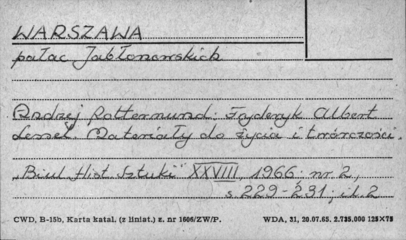 WARSZAWA
pałac Jabłonowskich
Andrzej Rottermund: Fryderyk Albert
Lessel. Materiały do życia i twórczości.
„Biul. Hist. Sztuki" XXVIII, 1966 nr 2,
s. 229-231; il. 2
CWD, B-15b, Karta katal. (z liniat.) z. nr 1606/ZW/P. WDA, 31, 20.07.65. 2.735.000 125×75